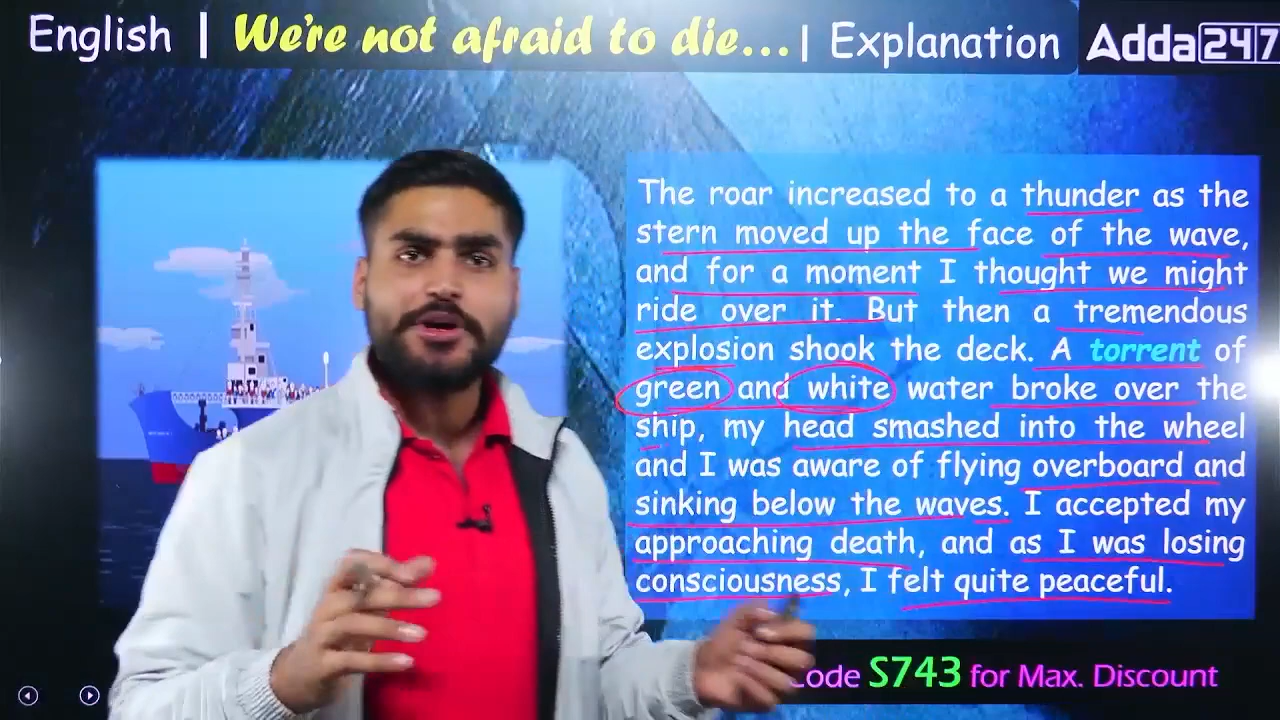 English | We're not afraid to die... | Explanation
Adda247
The roar increased to a thunder as the
stern moved up the face of the wave,
and for a moment I thought we might
ride over it. But then a tremendous
explosion shook the deck. A torrent of
green and white water broke over the
ship, my head smashed into the wheel
and I was aware of flying overboard and
sinking below the waves. I accepted my
approaching death, and as I was losing
consciousness, I felt quite peaceful.
Code S743 for Max. Discount